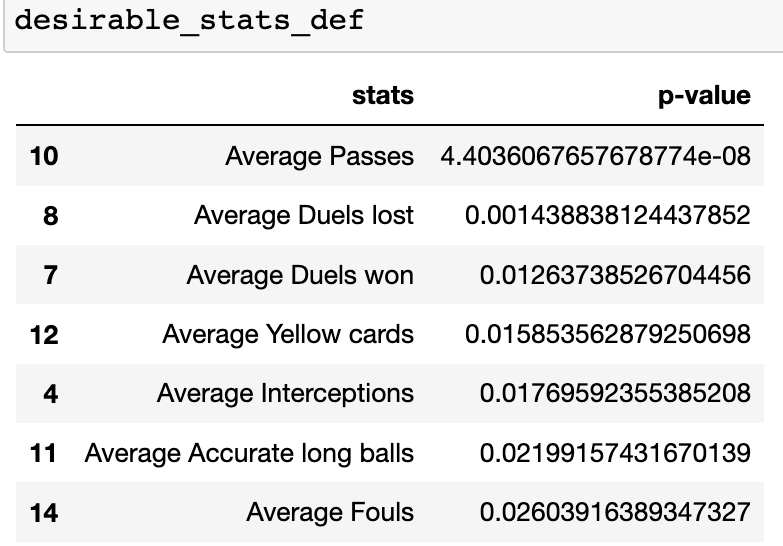 desirable_stats_def
stats p-value
10 Average Passes 4.4036067657678774e-08
8 Average Duels lost 0.001438838124437852
7 Average Duels won 0.01263738526704456
12 Average Yellow cards 0.015853562879250698
4 Average Interceptions 0.01769592355385208
11 Average Accurate long balls 0.02199157431670139
14 Average Fouls 0.02603916389347327